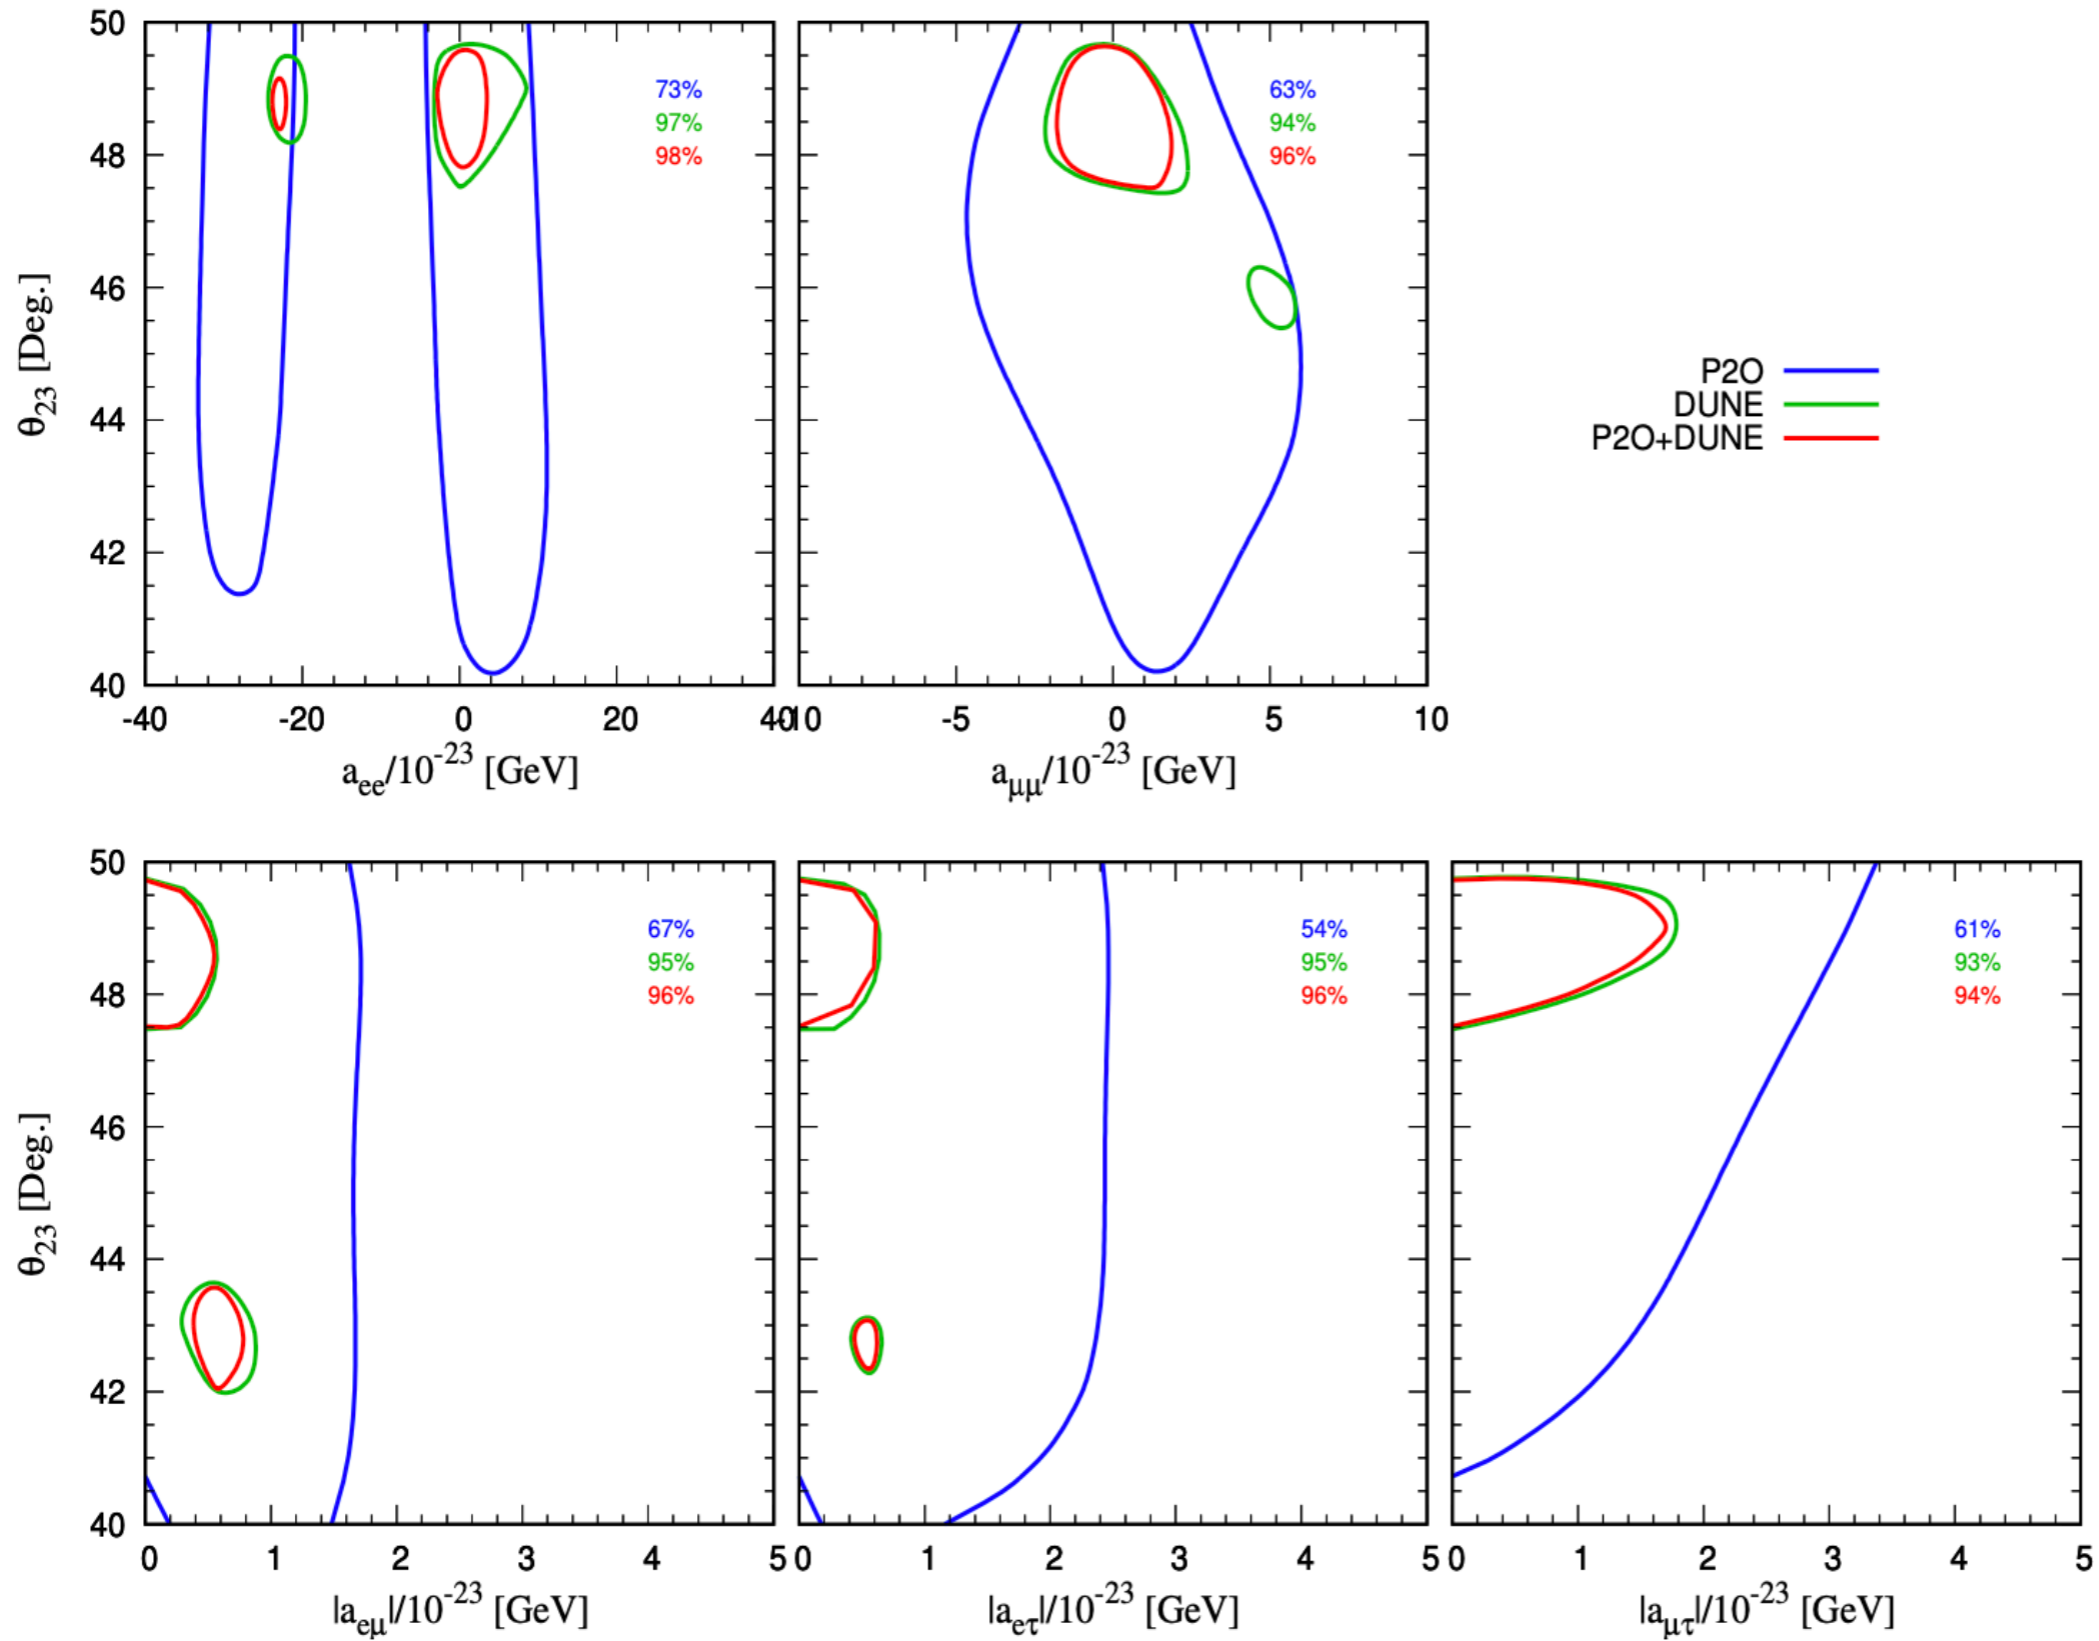 50
48
46
44
42
40
θ23 [Deg.]
73%
97%
98%
-40 -20 0 20 40
aee/10-23 [GeV]
63%
94%
96%
-10 -5 0 5 10
aμμ/10-23 [GeV]
P2O
DUNE
P2O+DUNE
50
48
46
44
42
40
θ23 [Deg.]
67%
95%
96%
0 1 2 3 4 5
|aeμ|/10-23 [GeV]
54%
95%
96%
0 1 2 3 4 5
|aeτ|/10-23 [GeV]
61%
93%
94%
0 1 2 3 4 5
|aμτ|/10-23 [GeV]